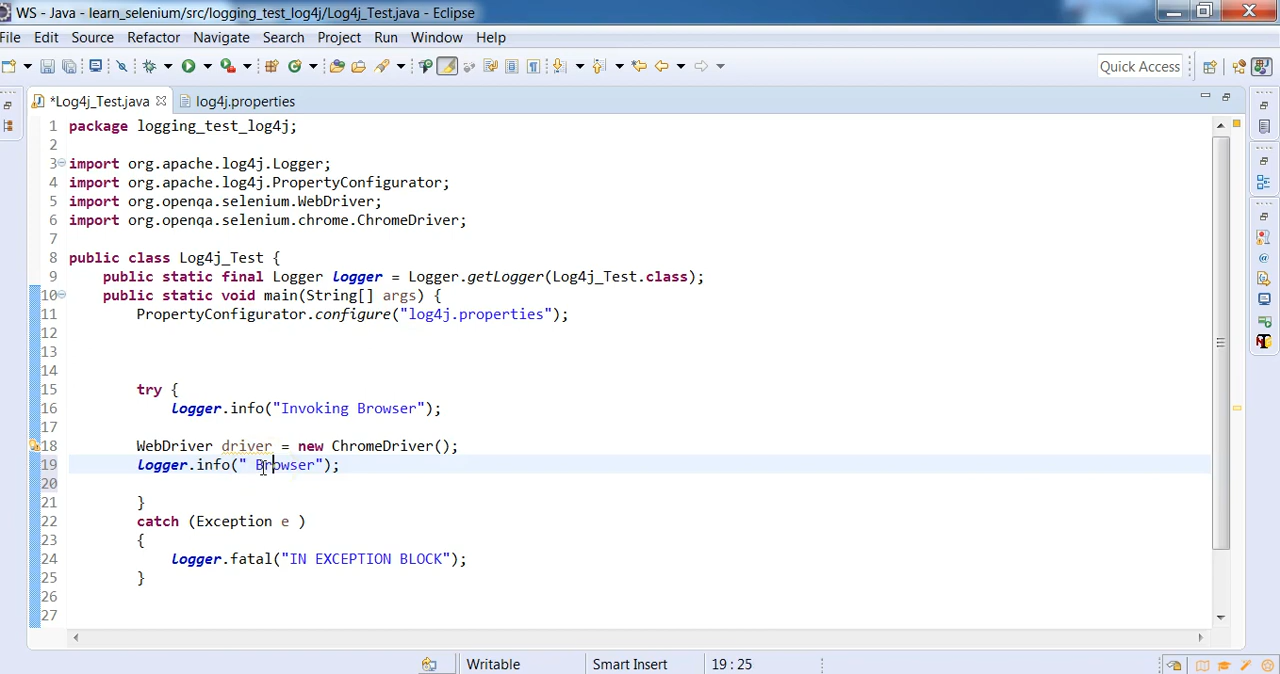 WS - Java - learn_selenium/src/logging_test_log4j/Log4j_Test.java - Eclipse
File Edit Source Refactor Navigate Search Project Run Window Help
Quick Access
*Log4j_Test.java log4j.properties
1 package logging_test_log4j;
2
3 import org.apache.log4j.Logger;
4 import org.apache.log4j.PropertyConfigurator;
5 import org.openqa.selenium.WebDriver;
6 import org.openqa.selenium.chrome.ChromeDriver;
7
8 public class Log4j_Test {
9 public static final Logger logger = Logger.getLogger(Log4j_Test.class);
10 public static void main(String[] args) {
11 PropertyConfigurator.configure("log4j.properties");
12
13
14
15 try {
16 logger.info("Invoking Browser");
17
18 WebDriver driver = new ChromeDriver();
19 logger.info(" Browser");
20
21 }
22 catch (Exception e )
23 {
24 logger.fatal("IN EXCEPTION BLOCK");
25 }
26
27
Writable Smart Insert 19 : 25